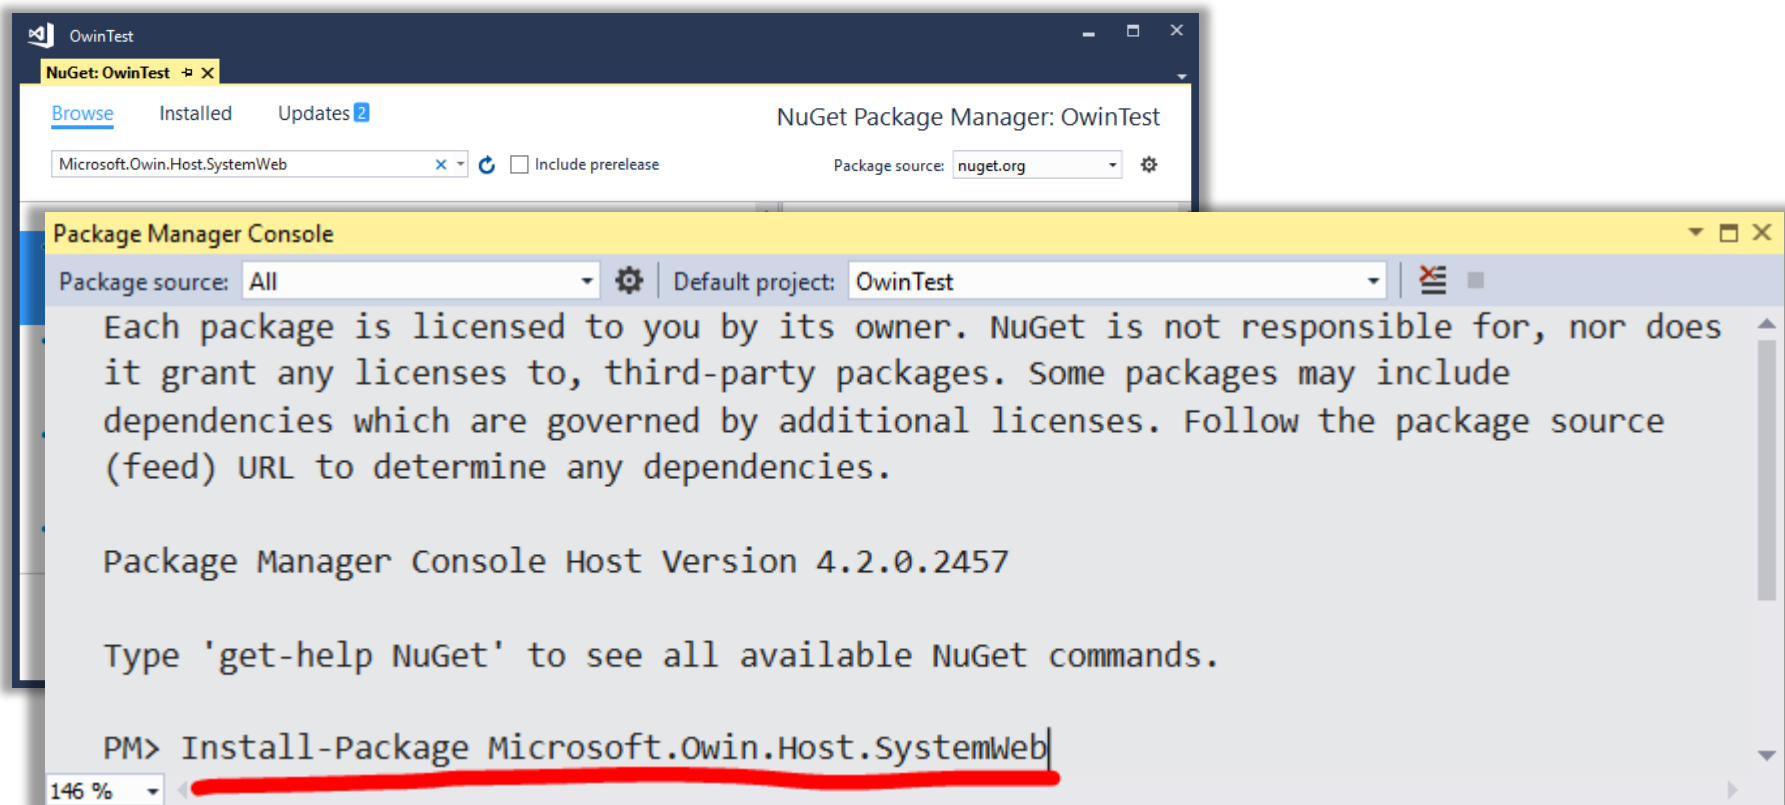 OwinTest
NuGet: OwinTest
Browse Installed Updates 2
NuGet Package Manager: OwinTest
Microsoft.Owin.Host.SystemWeb
Include prerelease
Package source: nuget.org
Package Manager Console
Package source: All
Default project: OwinTest
Each package is licensed to you by its owner. NuGet is not responsible for, nor does
it grant any licenses to, third-party packages. Some packages may include
dependencies which are governed by additional licenses. Follow the package source
(feed) URL to determine any dependencies.
Package Manager Console Host Version 4.2.0.2457
Type 'get-help NuGet' to see all available NuGet commands.
PM> Install-Package Microsoft.Owin.Host.SystemWeb
146 %